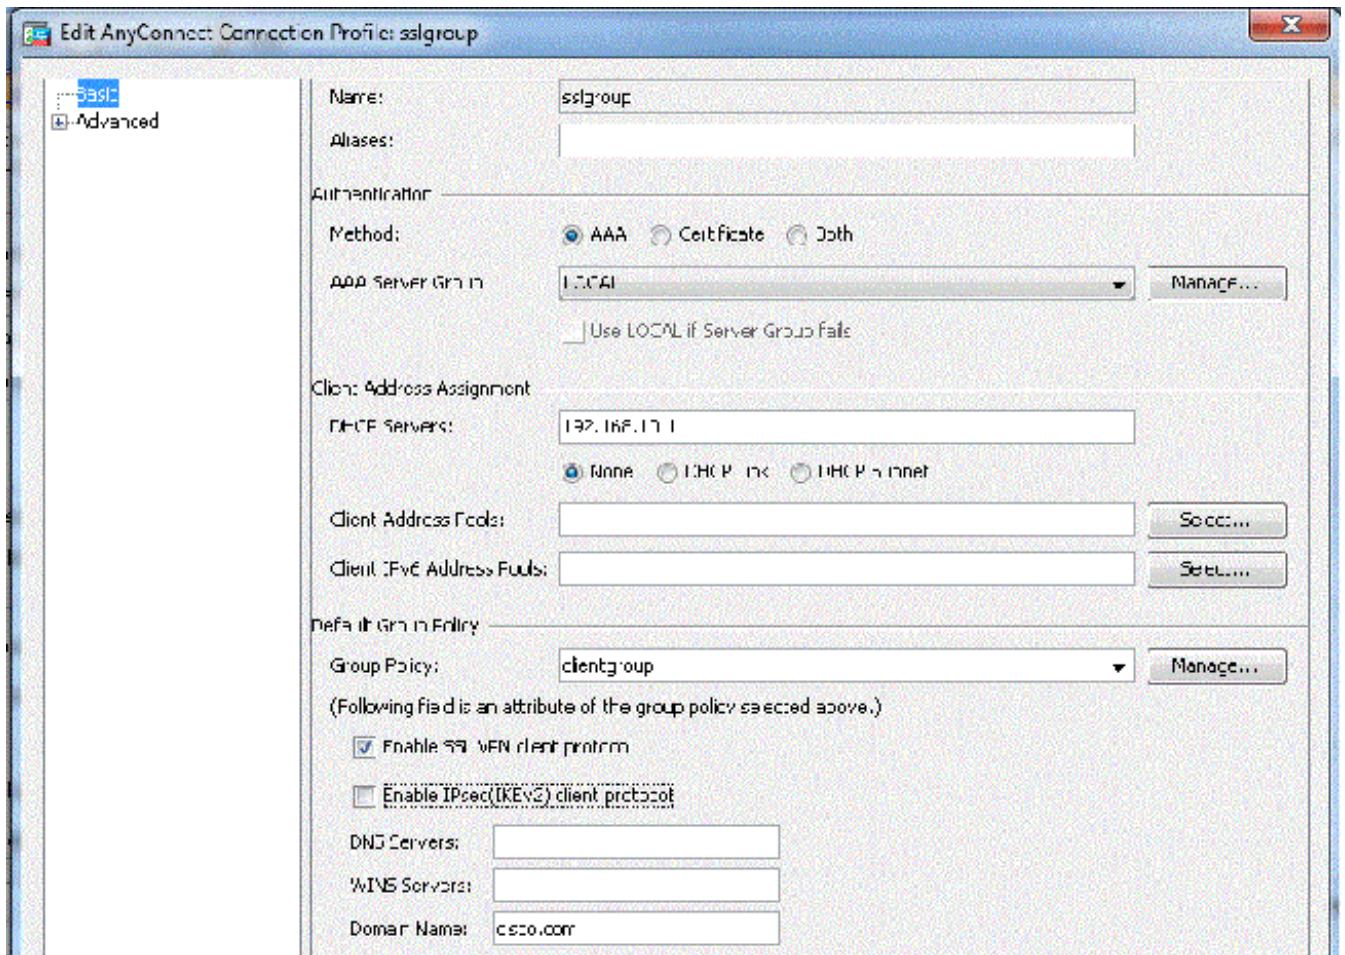 Edit AnyConnect Connection Profile: sslgroup
Basic
Advanced
Name: sslgroup
Aliases:
Authentication
Method: AAA Certificate Both
AAA Server Group LOCAL Manage...
Use LOCAL if Server Group fails
Client Address Assignment
DHCP Servers:
None DHCP Link DHCP Subnet
Client Address Pools: Select...
Client IPv6 Address Pools: Select...
Default Group Policy
Group Policy: clientgroup Manage...
(Following field is an attribute of the group policy selected above.)
Enable SSL VPN client protocol
Enable IPsec(IKEv2) client protocol
DNS Servers:
WINS Servers:
Domain Name: cisco.com